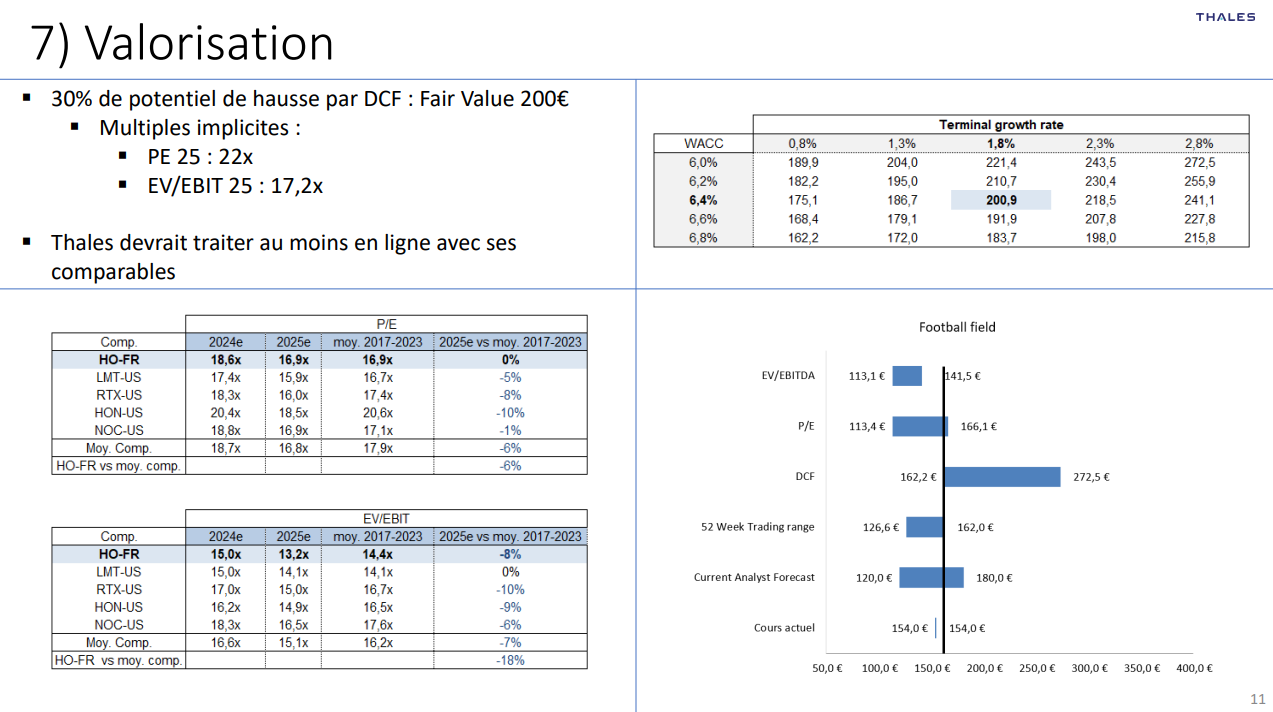 THALES
7) Valorisation
▪ 30% de potentiel de hausse par DCF : Fair Value 200€
▪ Multiples implicites :
▪ PE 25 : 22x
▪ EV/EBIT 25 : 17,2x
▪ Thales devrait traiter au moins en ligne avec ses
comparables
Terminal growth rate
WACC 0,8% 1,3% 1,8% 2,3% 2,8%
6,0% 189,9 204,0 221,4 243,5 272,5
6,2% 182,2 195,0 210,7 230,4 255,9
6,4% 175,1 186,7 200,9 218,5 241,1
6,6% 168,4 179,1 191,9 207,8 227,8
6,8% 162,2 172,0 183,7 198,0 215,8
P/E
Comp. 2024e 2025e moy. 2017-2023 2025e vs moy. 2017-2023
HO-FR 18,6x 16,9x 16,9x 0%
LMT-US 17,4x 15,9x 16,7x -5%
RTX-US 18,3x 16,0x 17,4x -8%
HON-US 20,4x 18,5x 20,6x -10%
NOC-US 18,8x 16,9x 17,1x -1%
Moy. Comp. 18,7x 16,8x 17,9x -6%
HO-FR vs moy. comp. -6%
EV/EBIT
Comp. 2024e 2025e moy. 2017-2023 2025e vs moy. 2017-2023
HO-FR 15,0x 13,2x 14,4x -8%
LMT-US 15,0x 14,1x 14,1x 0%
RTX-US 17,0x 15,0x 16,7x -10%
HON-US 16,2x 14,9x 16,5x -9%
NOC-US 18,3x 16,5x 17,6x -6%
Moy. Comp. 16,6x 15,1x 16,2x -7%
HO-FR vs moy. comp. -18%
Football field
EV/EBITDA 113,1 € 141,5 €
P/E 113,4 € 166,1 €
DCF 162,2 € 272,5 €
52 Week Trading range 126,6 € 162,0 €
Current Analyst Forecast 120,0 € 180,0 €
Cours actuel 154,0 € 154,0 €
50,0 € 100,0 € 150,0 € 200,0 € 250,0 € 300,0 € 350,0 € 400,0 €
11